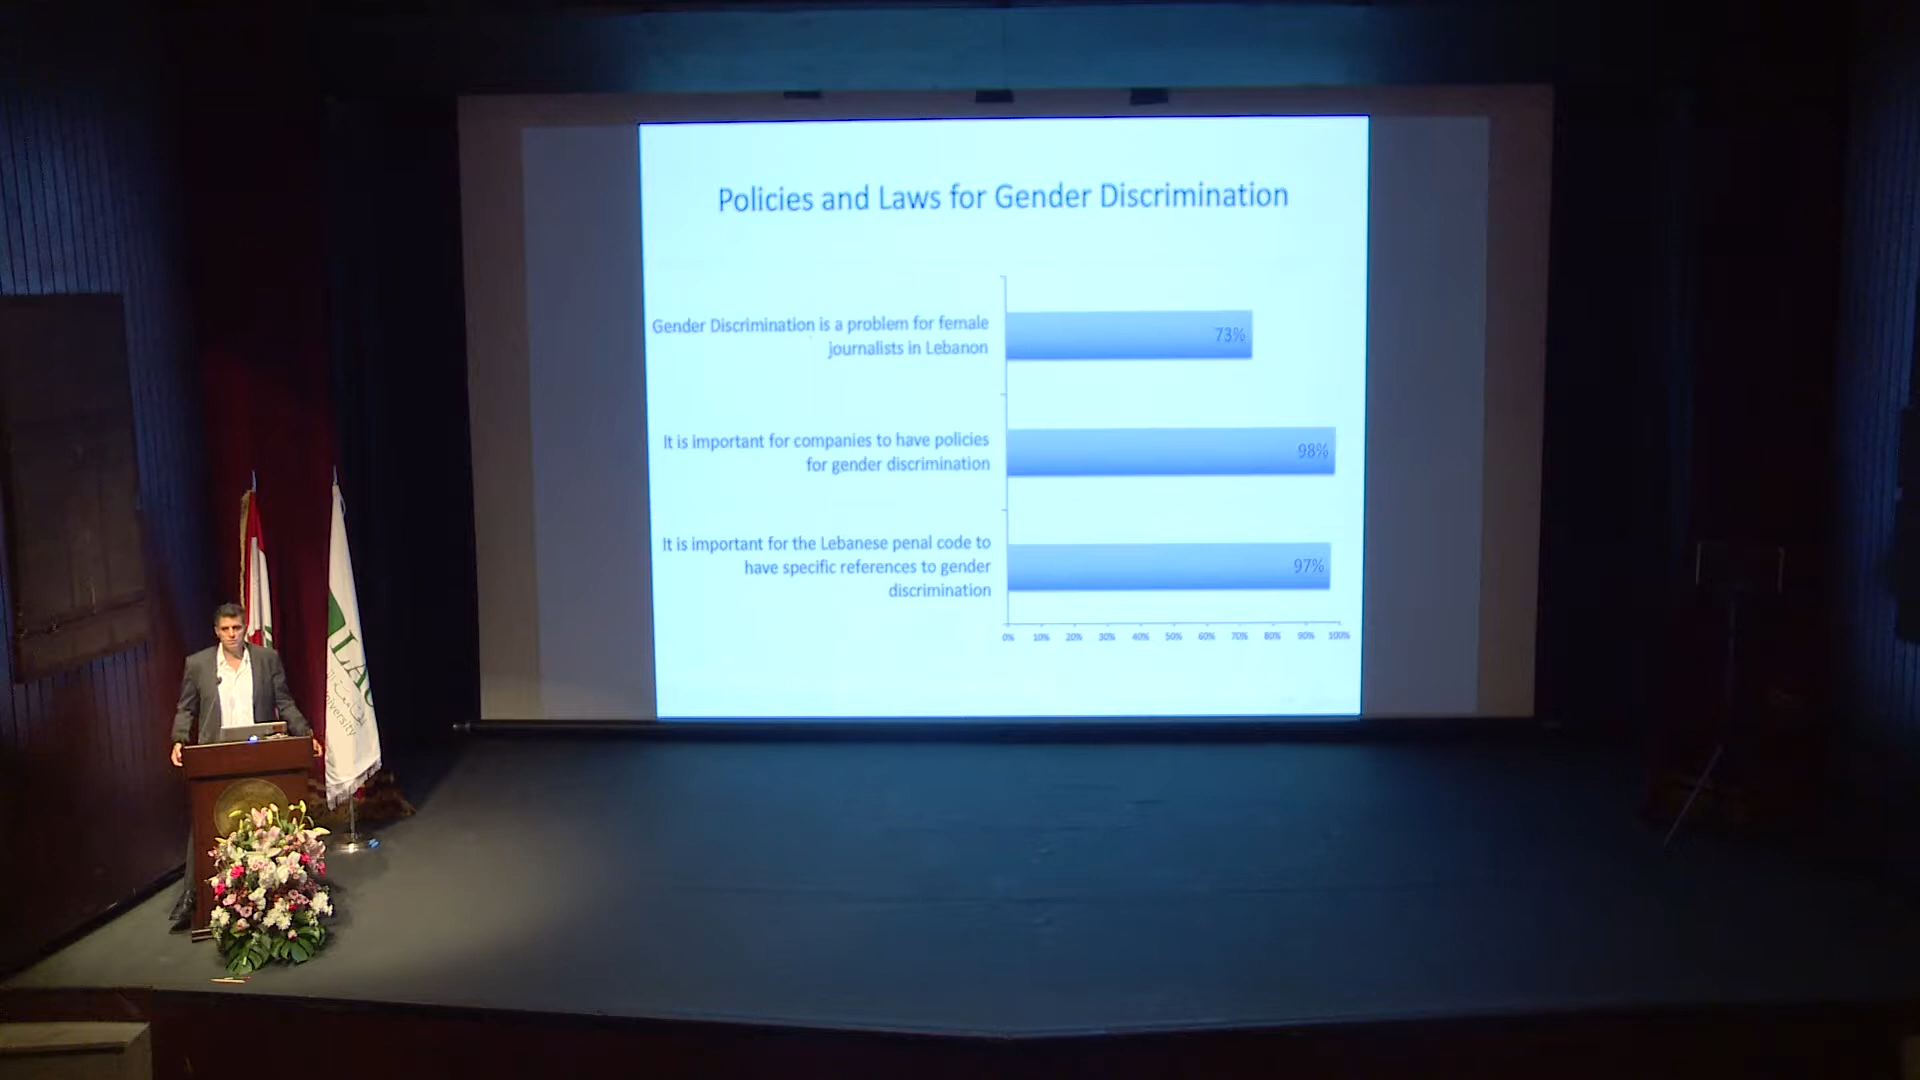 Policies and Laws for Gender Discrimination
Gender Discrimination is a problem for female
journalists in Lebanon
73%
It is important for companies to have policies
for gender discrimination
98%
It is important for the Lebanese penal code to
have specific references to gender
discrimination
97%
0% 10% 20% 30% 40% 50% 60% 70% 80% 90% 100%
LAU
University